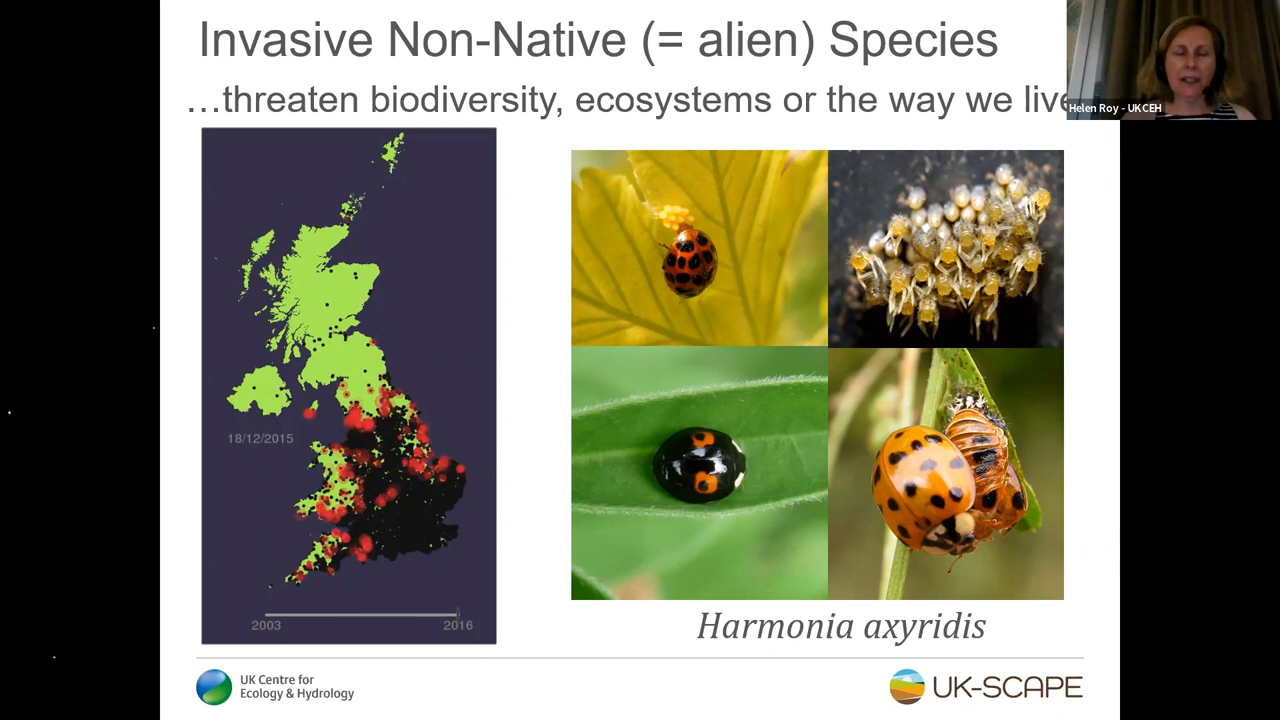 Invasive Non-Native (= alien) Species
…threaten biodiversity, ecosystems or the way we live
Helen Roy - UKCEH
18/12/2015
2003
2016
Harmonia axyridis
UK Centre for
Ecology & Hydrology
UK-SCAPE